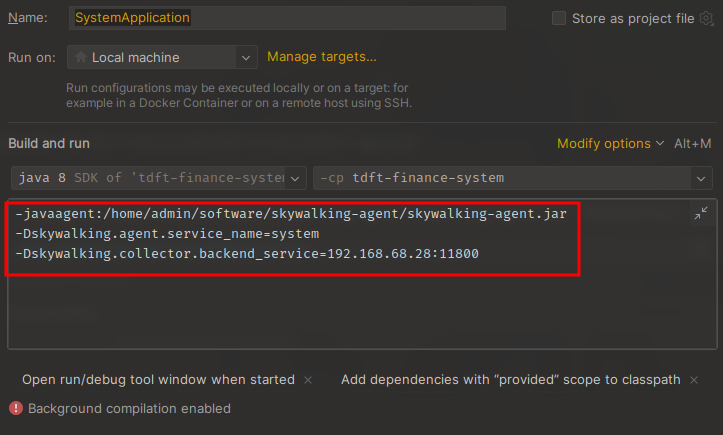 Name: SystemApplication Store as project file
Run on: Local machine Manage targets...
Run configurations may be executed locally or on a target: for
example in a Docker Container or on a remote host using SSH.
Build and run Modify options Alt+M
java 8 SDK of 'tdft-finance-system -cp tdft-finance-system
-javaagent:/home/admin/software/skywalking-agent/skywalking-agent.jar
-Dskywalking.agent.service_name=system
-Dskywalking.collector.backend_service=192.168.68.28:11800
Open run/debug tool window when started × Add dependencies with “provided” scope to classpath ×
Background compilation enabled